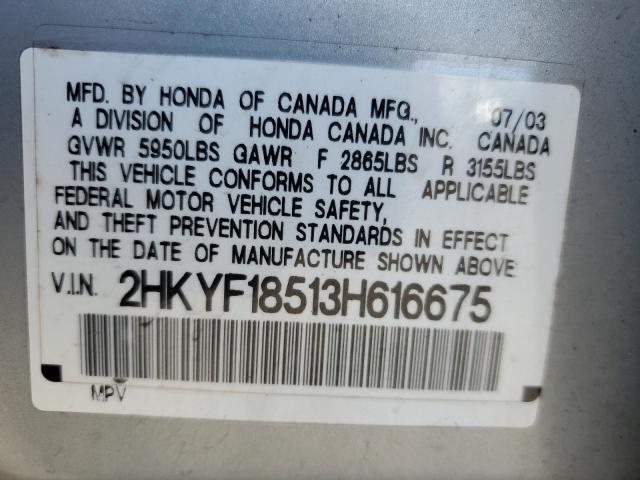 MFD. BY HONDA OF CANADA MFG., 07/03
A DIVISION OF HONDA CANADA INC. CANADA
GVWR 5950LBS GAWR F 2865LBS R 3155LBS
THIS VEHICLE CONFORMS TO ALL APPLICABLE
FEDERAL MOTOR VEHICLE SAFETY,
AND THEFT PREVENTION STANDARDS IN EFFECT
ON THE DATE OF MANUFACTURE SHOWN ABOVE
V.I.N. 2HKYF18513H616675
MPV